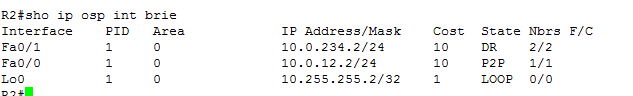 R2#sho ip osp int brie
Interface    PID   Area            IP Address/Mask    Cost  State Nbrs F/C
Fa0/1        1     0               10.0.234.2/24      10    DR    2/2
Fa0/0        1     0               10.0.12.2/24       10    P2P   1/1
Lo0          1     0               10.255.255.2/32    1     LOOP  0/0
R2#